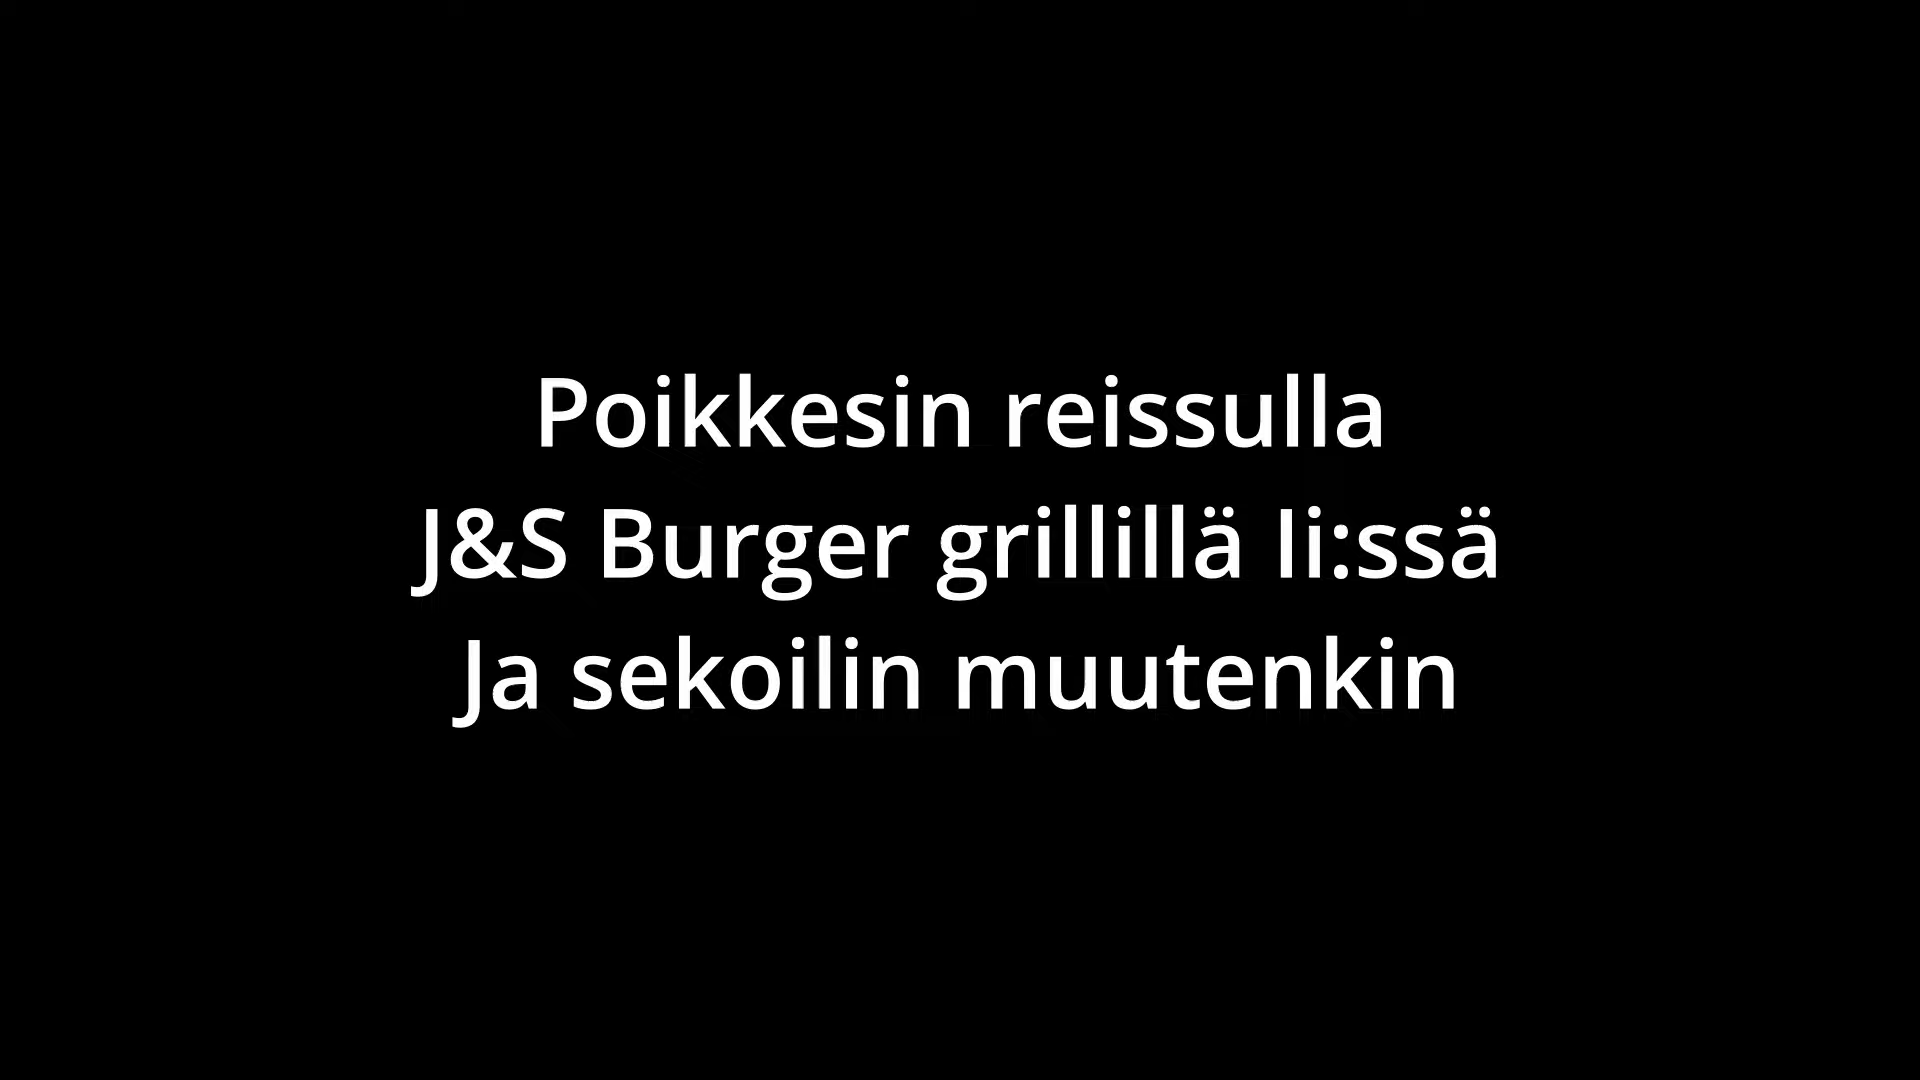 Poikkesin reissulla
J&S Burger grillillä Ii:ssä
Ja sekoilin muutenkin